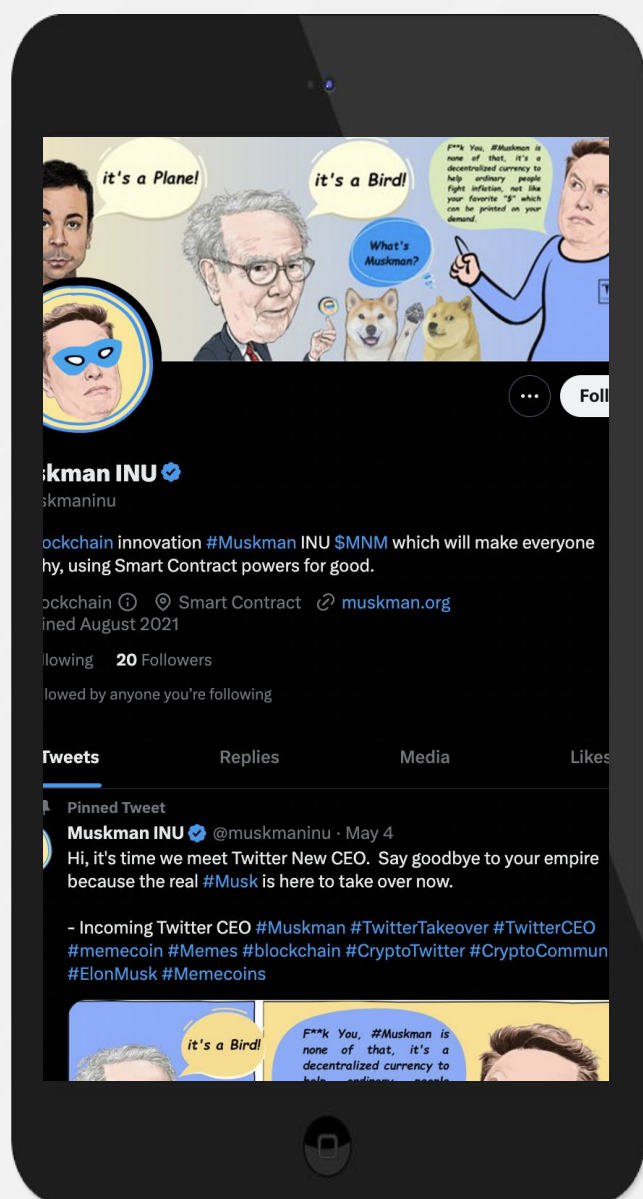 it's a Plane!
it's a Bird!
What's
Muskman?
F**k You, #Muskman is
none of that, it's a
decentralized currency to
help ordinary people
fight infletion, not like
your favorite "$" which
can be printed on your
demand.
Foll
skman INU
skmaninu
ockchain innovation #Muskman INU $MNM which will make everyone
hy, using Smart Contract powers for good.
ockchain Smart Contract muskman.org
ined August 2021
llowing 20 Followers
lowed by anyone you're following
Tweets Replies Media Likes
Pinned Tweet
Muskman INU @muskmaninu · May 4
Hi, it's time we meet Twitter New CEO. Say goodbye to your empire
because the real #Musk is here to take over now.
- Incoming Twitter CEO #Muskman #TwitterTakeover #TwitterCEO
#memecoin #Memes #blockchain #CryptoTwitter #CryptoCommun
#ElonMusk #Memecoins
it's a Bird!
F**k You, #Muskman is
none of that, it's a
decentralized currency to
help ordinary people